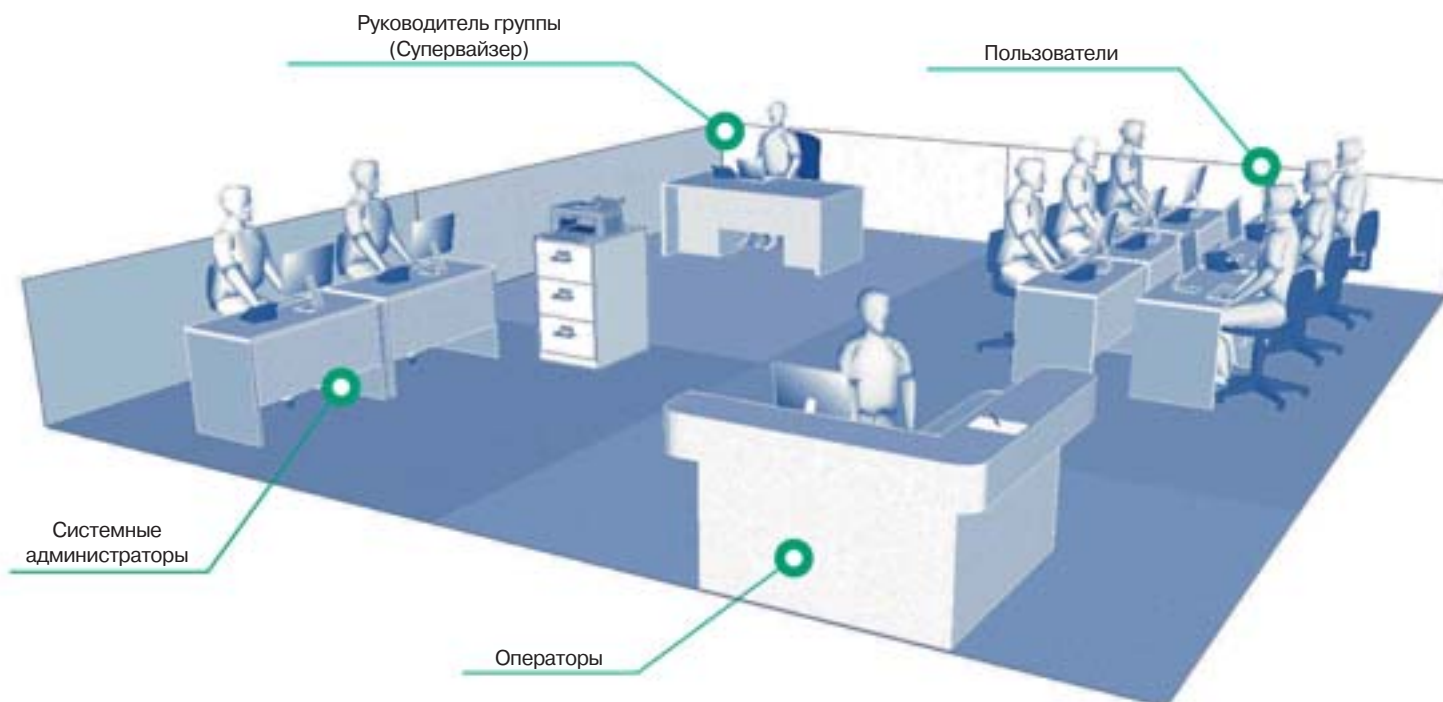 Руководитель группы
(Супервайзер)
Пользователи
Системные
администраторы
Операторы